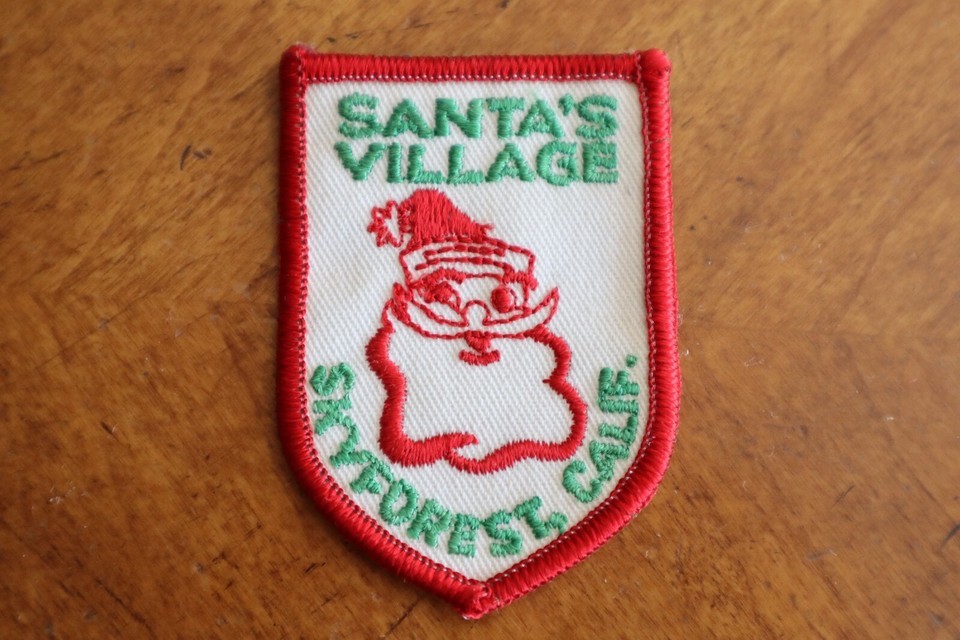 SANTA'S
VILLAGE
SKYFOREST, CALIF.